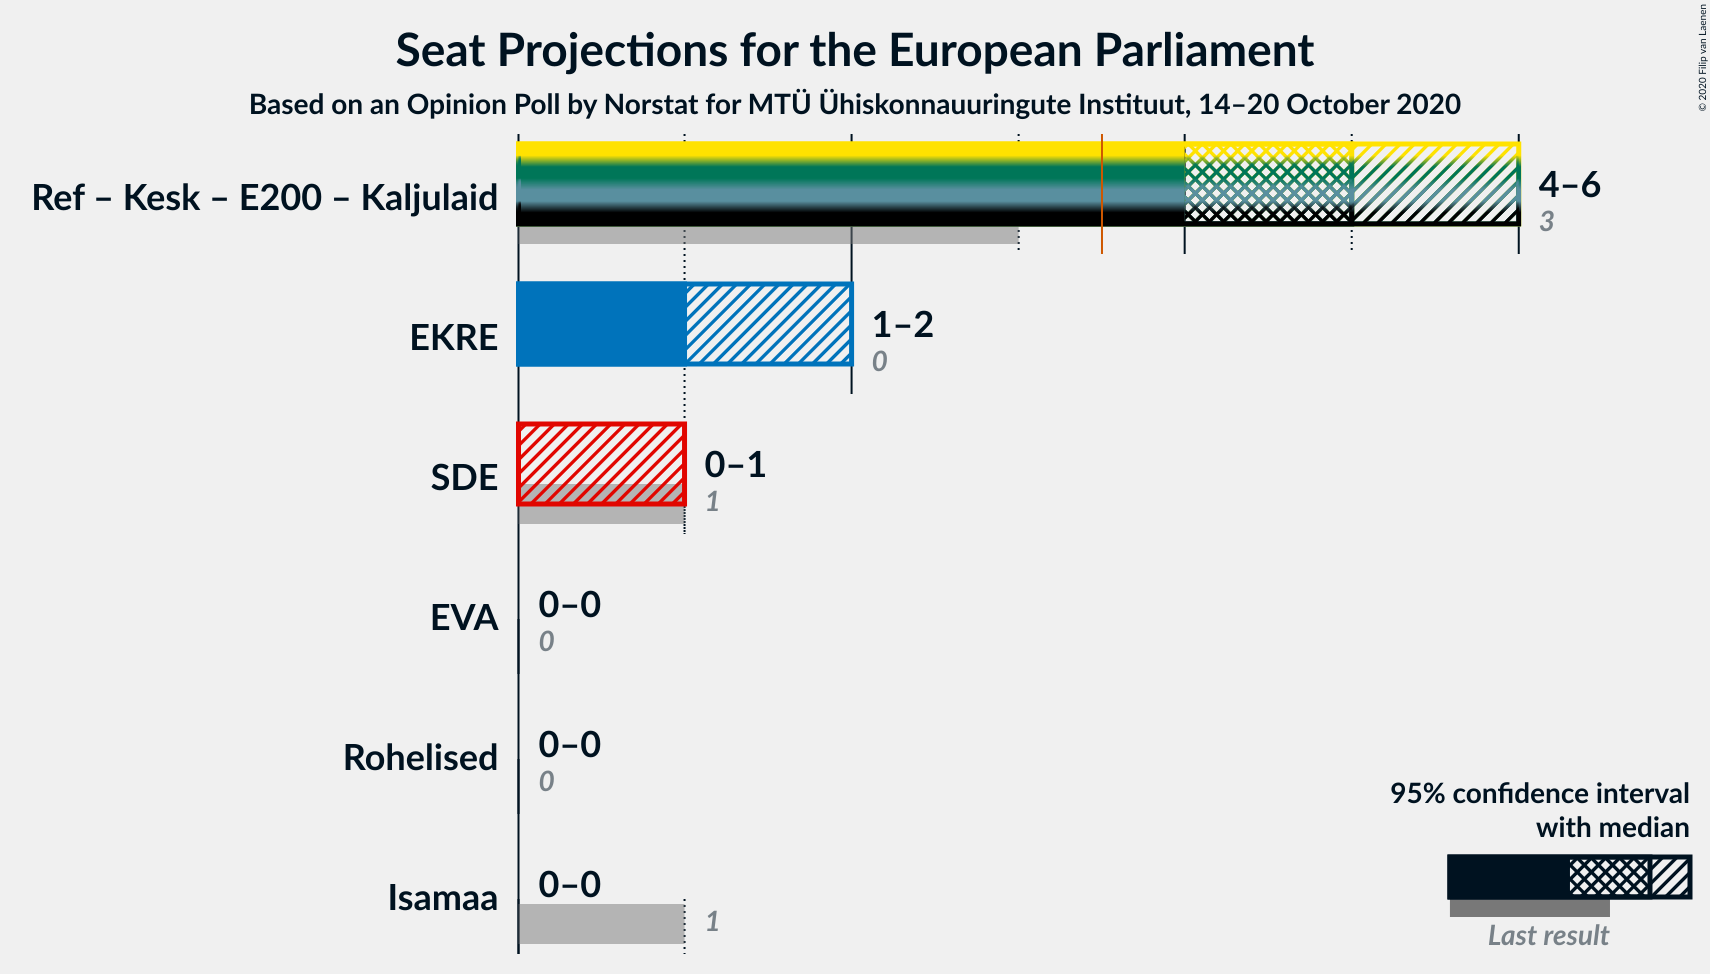 Seat Projections for the European Parliament
Based on an Opinion Poll by Norstat for MTÜ Ühiskonnauuringute Instituut, 14–20 October 2020
© 2020 Filip van Laenen
Ref – Kesk – E200 – Kaljulaid
4–6
3
EKRE
1–2
0
SDE
0–1
1
EVA
0–0
0
Rohelised
0–0
0
Isamaa
0–0
1
95% confidence interval
with median
Last result